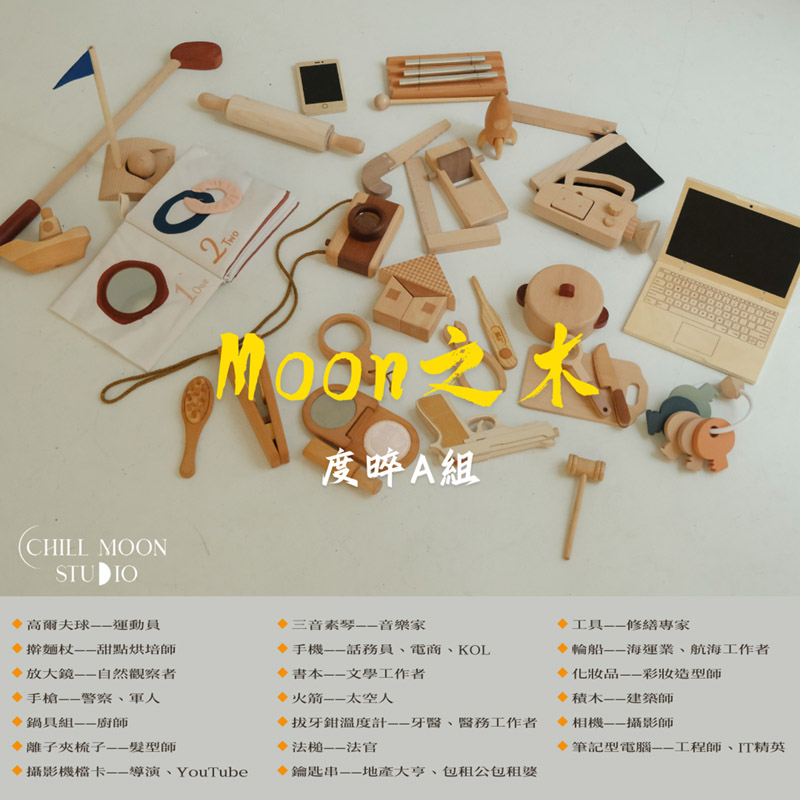 2
TWO
1
One
Moon之木
度晬A組
CHILL MOON
STUDIO
◆高爾夫球——運動員
◆擀麵杖——甜點烘培師
◆放大鏡——自然觀察者
◆手槍——警察、軍人
◆鍋具組——廚師
◆離子夾梳子——髮型師
◆攝影機檔卡——導演、YouTube
◆三音素琴——音樂家
◆手機——話務員、電商、KOL
◆書本——文學工作者
◆火箭——太空人
◆拔牙鉗溫度計——牙醫、醫務工作者
◆法槌——法官
◆鑰匙串——地產大亨、包租公包租婆
◆工具——修繕專家
◆輪船——海運業、航海工作者
◆化妝品——彩妝造型師
◆積木——建築師
◆相機——攝影師
◆筆記型電腦——工程師、IT精英